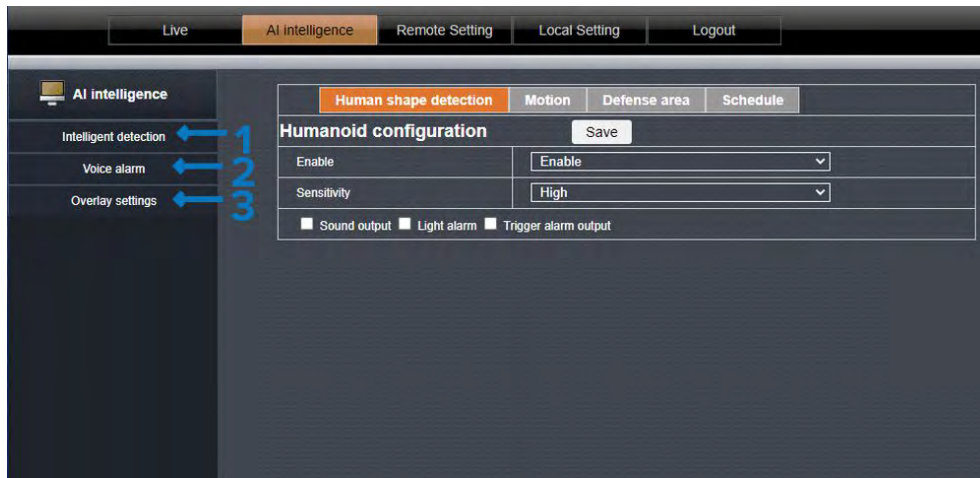 Live AI intelligence Remote Setting Local Setting Logout
AI intelligence
Intelligent detection 1
Voice alarm 2
Overlay settings 3
Human shape detection Motion Defense area Schedule
Humanoid configuration Save
Enable Enable
Sensitivity High
Sound output Light alarm Trigger alarm output